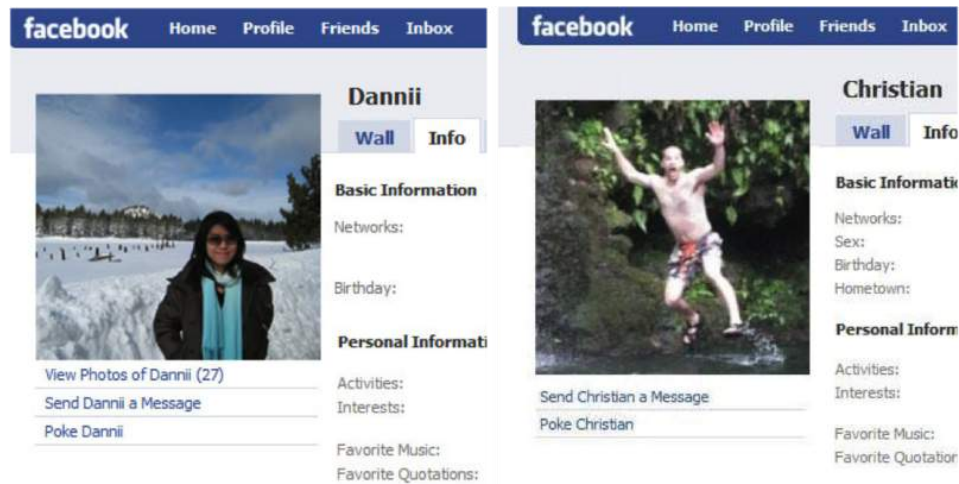 facebook Home Profile Friends Inbox
Dannii
Wall Info
Basic Information
Networks:
Birthday:
Personal Informati
Activities:
Interests:
Favorite Music:
Favorite Quotations:
View Photos of Dannii (27)
Send Dannii a Message
Poke Dannii
facebook Home Profile Friends Inbox
Christian
Wall Info
Basic Informatio
Networks:
Sex:
Birthday:
Hometown:
Personal Inform
Activities:
Interests:
Favorite Music:
Favorite Quotation
Send Christian a Message
Poke Christian